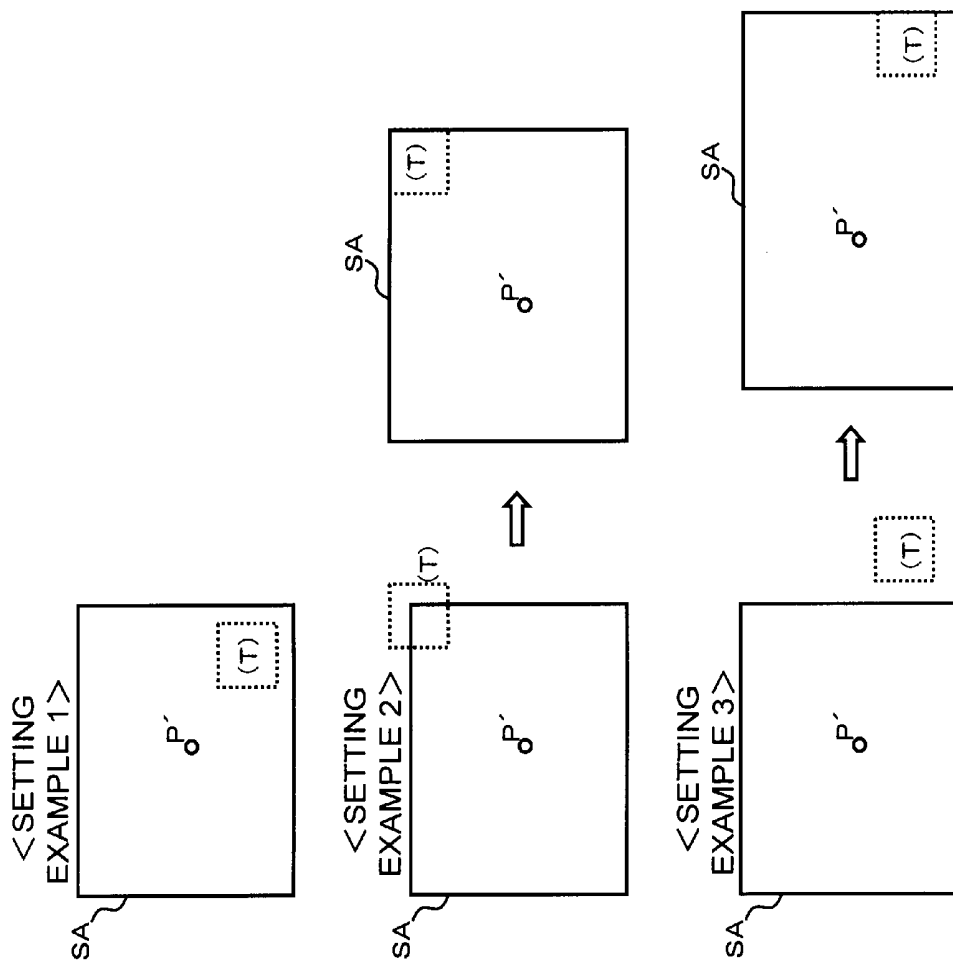 <SETTING
EXAMPLE 1>
SA
P´
(T)
<SETTING
EXAMPLE 2>
SA
P´
(T)
SA
P´
(T)
<SETTING
EXAMPLE 3>
SA
P´
(T)
SA
P´
(T)